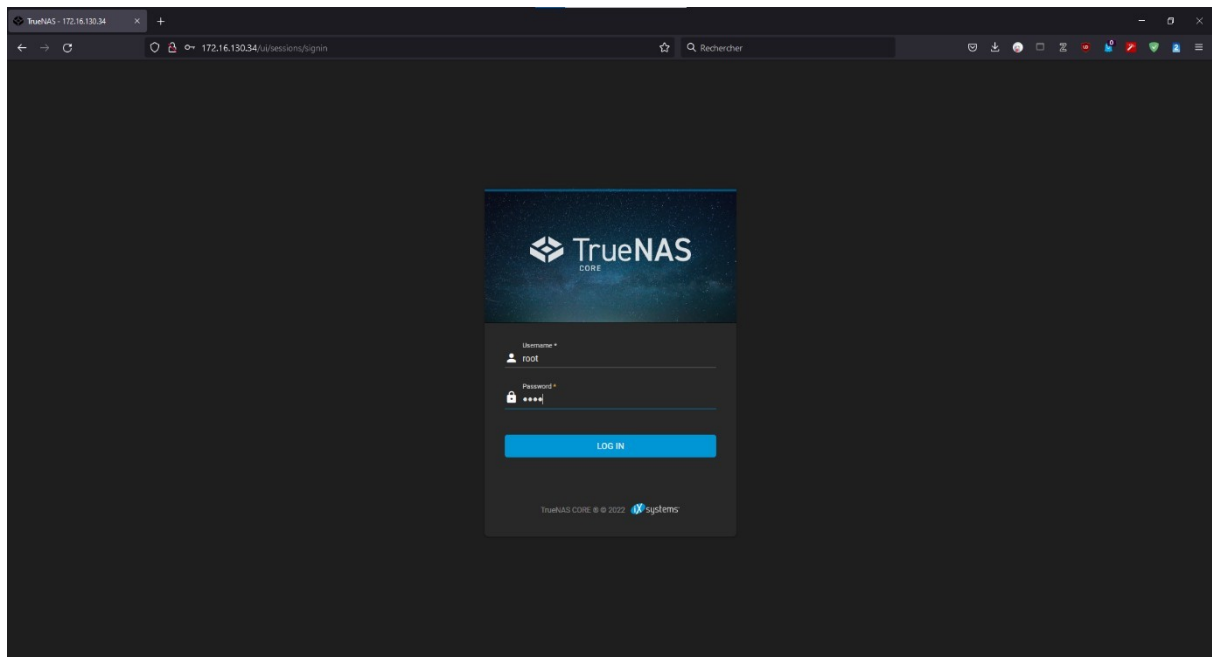 TrueNAS - 172.16.130.34
172.16.130.34/ui/sessions/signin
Rechercher
TrueNAS
CORE
Username *
root
Password *
••••
LOG IN
TrueNAS CORE ® © 2022 iXsystems